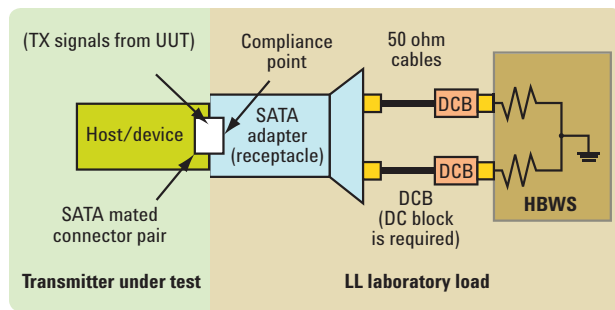 (TX signals from UUT)
Compliance
point
50 ohm
cables
Host/device
SATA
adapter
(receptacle)
DCB
DCB
HBWS
SATA mated
connector pair
DCB
(DC block
is required)
Transmitter under test
LL laboratory load